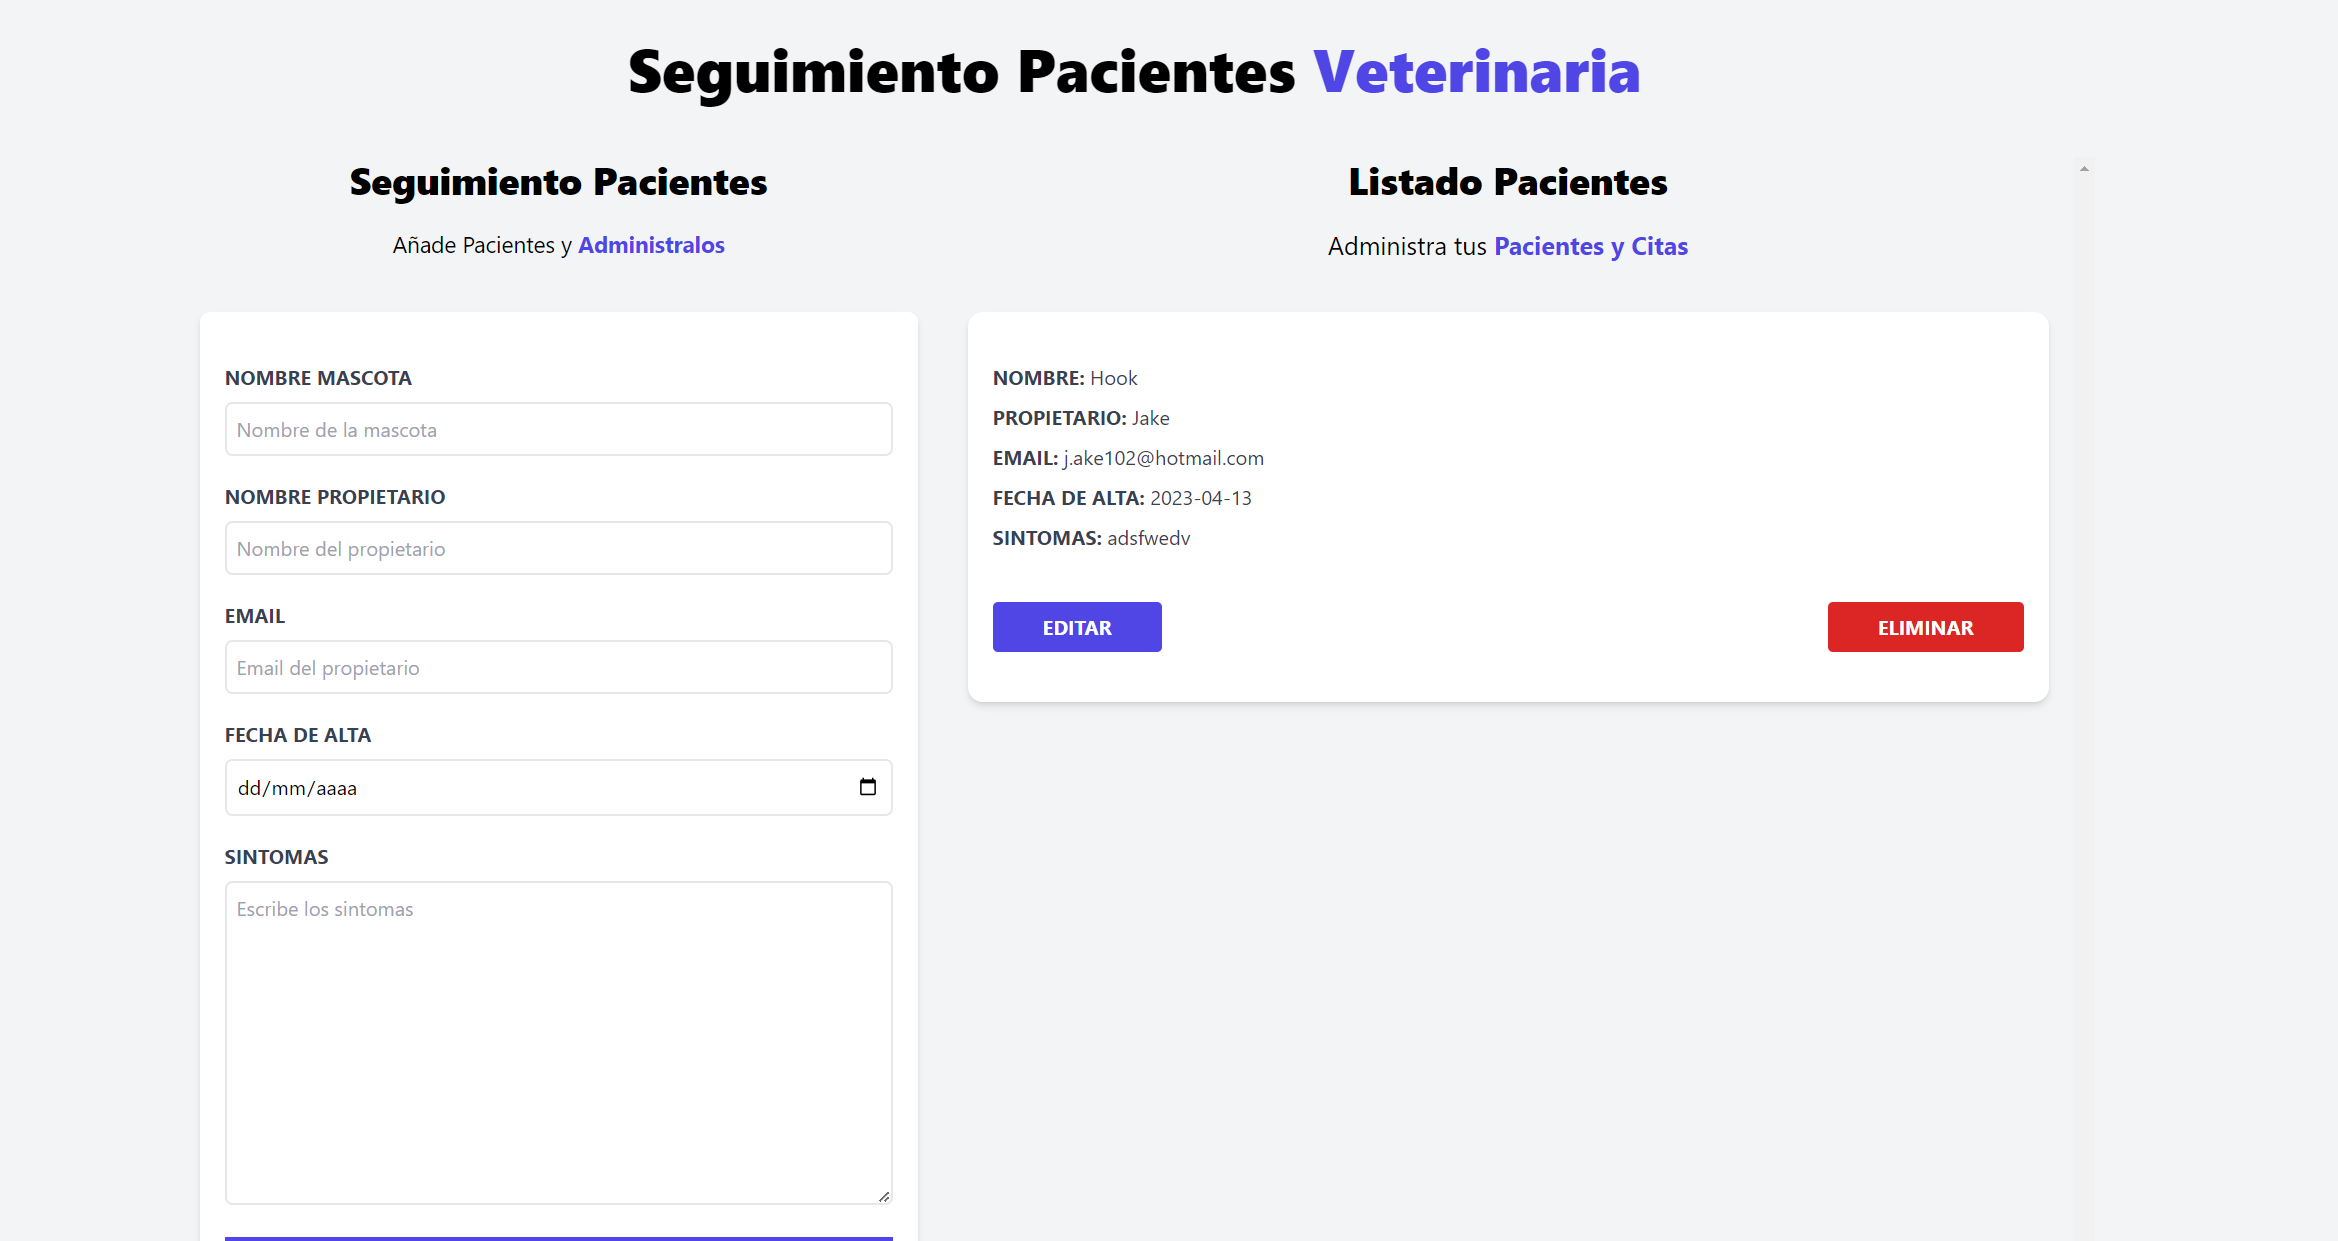 Seguimiento Pacientes Veterinaria
Seguimiento Pacientes
Añade Pacientes y Administralos
NOMBRE MASCOTA
Nombre de la mascota
NOMBRE PROPIETARIO
Nombre del propietario
EMAIL
Email del propietario
FECHA DE ALTA
dd/mm/aaaa
SINTOMAS
Escribe los sintomas
Listado Pacientes
Administra tus Pacientes y Citas
NOMBRE: Hook
PROPIETARIO: Jake
EMAIL: j.ake102@hotmail.com
FECHA DE ALTA: 2023-04-13
SINTOMAS: adsfwedv
EDITAR
ELIMINAR